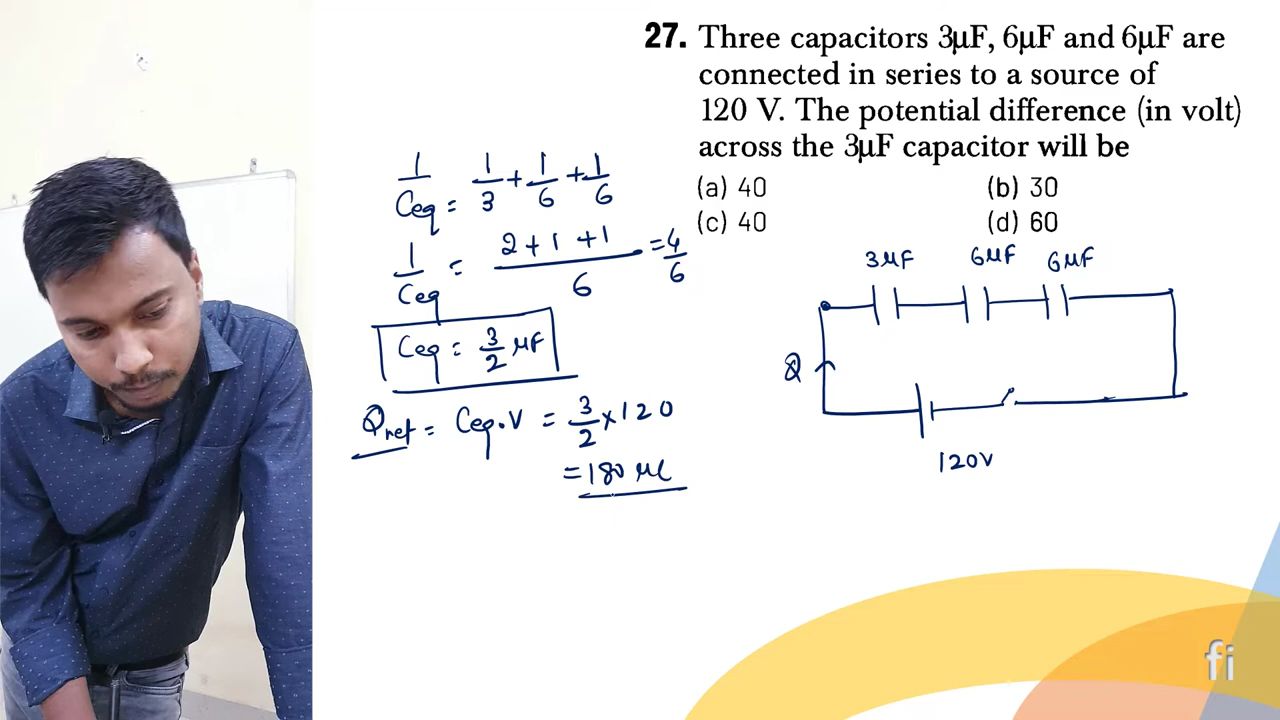 27. Three capacitors 3μF, 6μF and 6μF are
connected in series to a source of
120 V. The potential difference (in volt)
across the 3μF capacitor will be
(a) 40 (b) 30
(c) 40 (d) 60
1/Ceq = 1/3 + 1/6 + 1/6
1/Ceq = (2 + 1 + 1)/6 = 4/6
Ceq = 3/2 μF
Qnet = Ceq.V = 3/2 × 120
= 180 μC
3μF 6μF 6μF
Q
120V
fi